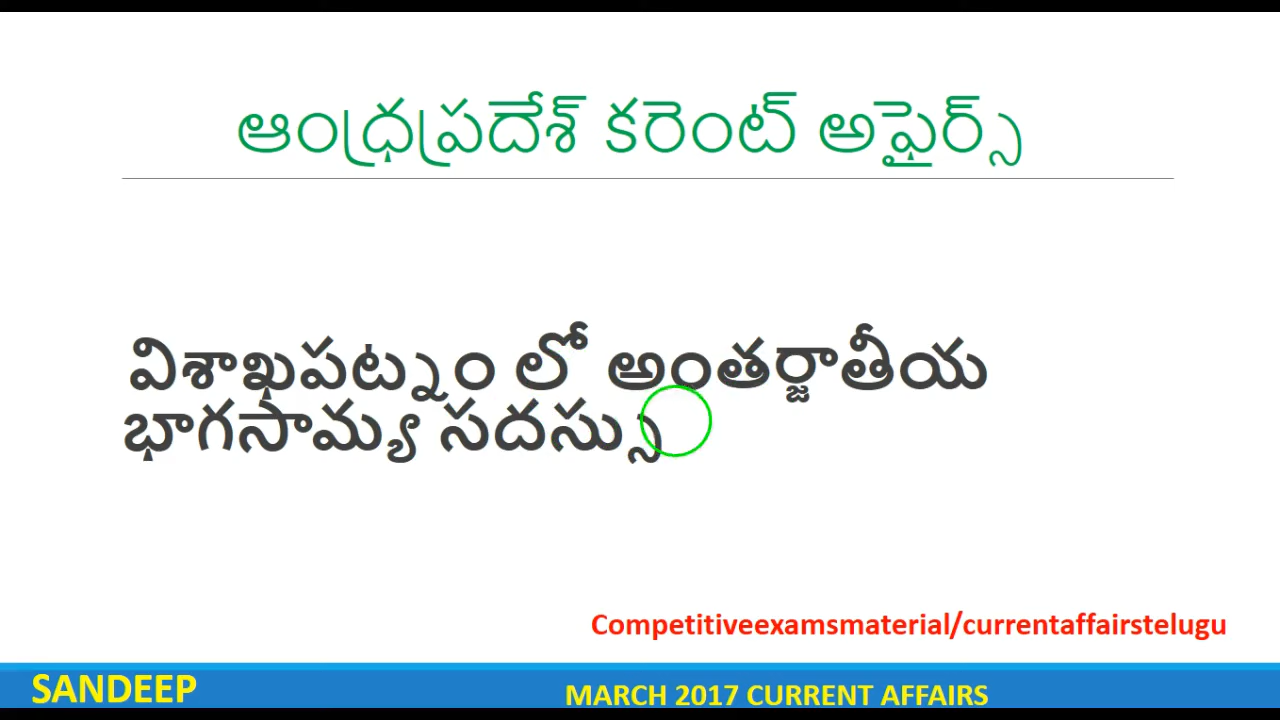 ఆంధ్రప్రదేశ్ కరెంట్ అఫైర్స్
విశాఖపట్నం లో అంతర్జాతీయ
భాగసామ్య సదస్సు
Competitiveexamsmaterial/currentaffairstelugu
SANDEEP
MARCH 2017 CURRENT AFFAIRS